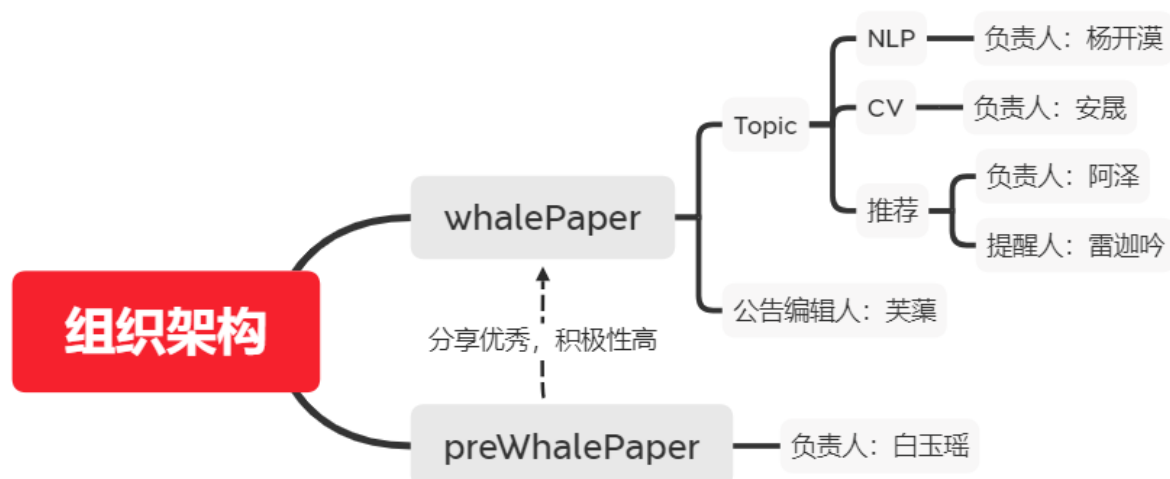 组织架构
whalePaper
Topic
NLP
负责人：杨开漠
CV
负责人：安晟
推荐
负责人：阿泽
提醒人：雷迦吟
公告编辑人：芙蕖
分享优秀，积极性高
preWhalePaper
负责人：白玉瑶